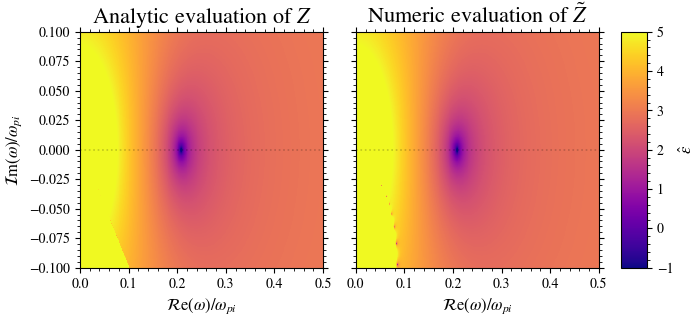 Analytic evaluation of Z
Numeric evaluation of Z̃
0.100
0.075
0.050
0.025
0.000
−0.025
−0.050
−0.075
−0.100
ℐm(ω)/ω_pi
0.0 0.1 0.2 0.3 0.4 0.5
ℛe(ω)/ω_pi
0.0 0.1 0.2 0.3 0.4 0.5
ℛe(ω)/ω_pi
5
4
3
2
1
0
−1
ε̂